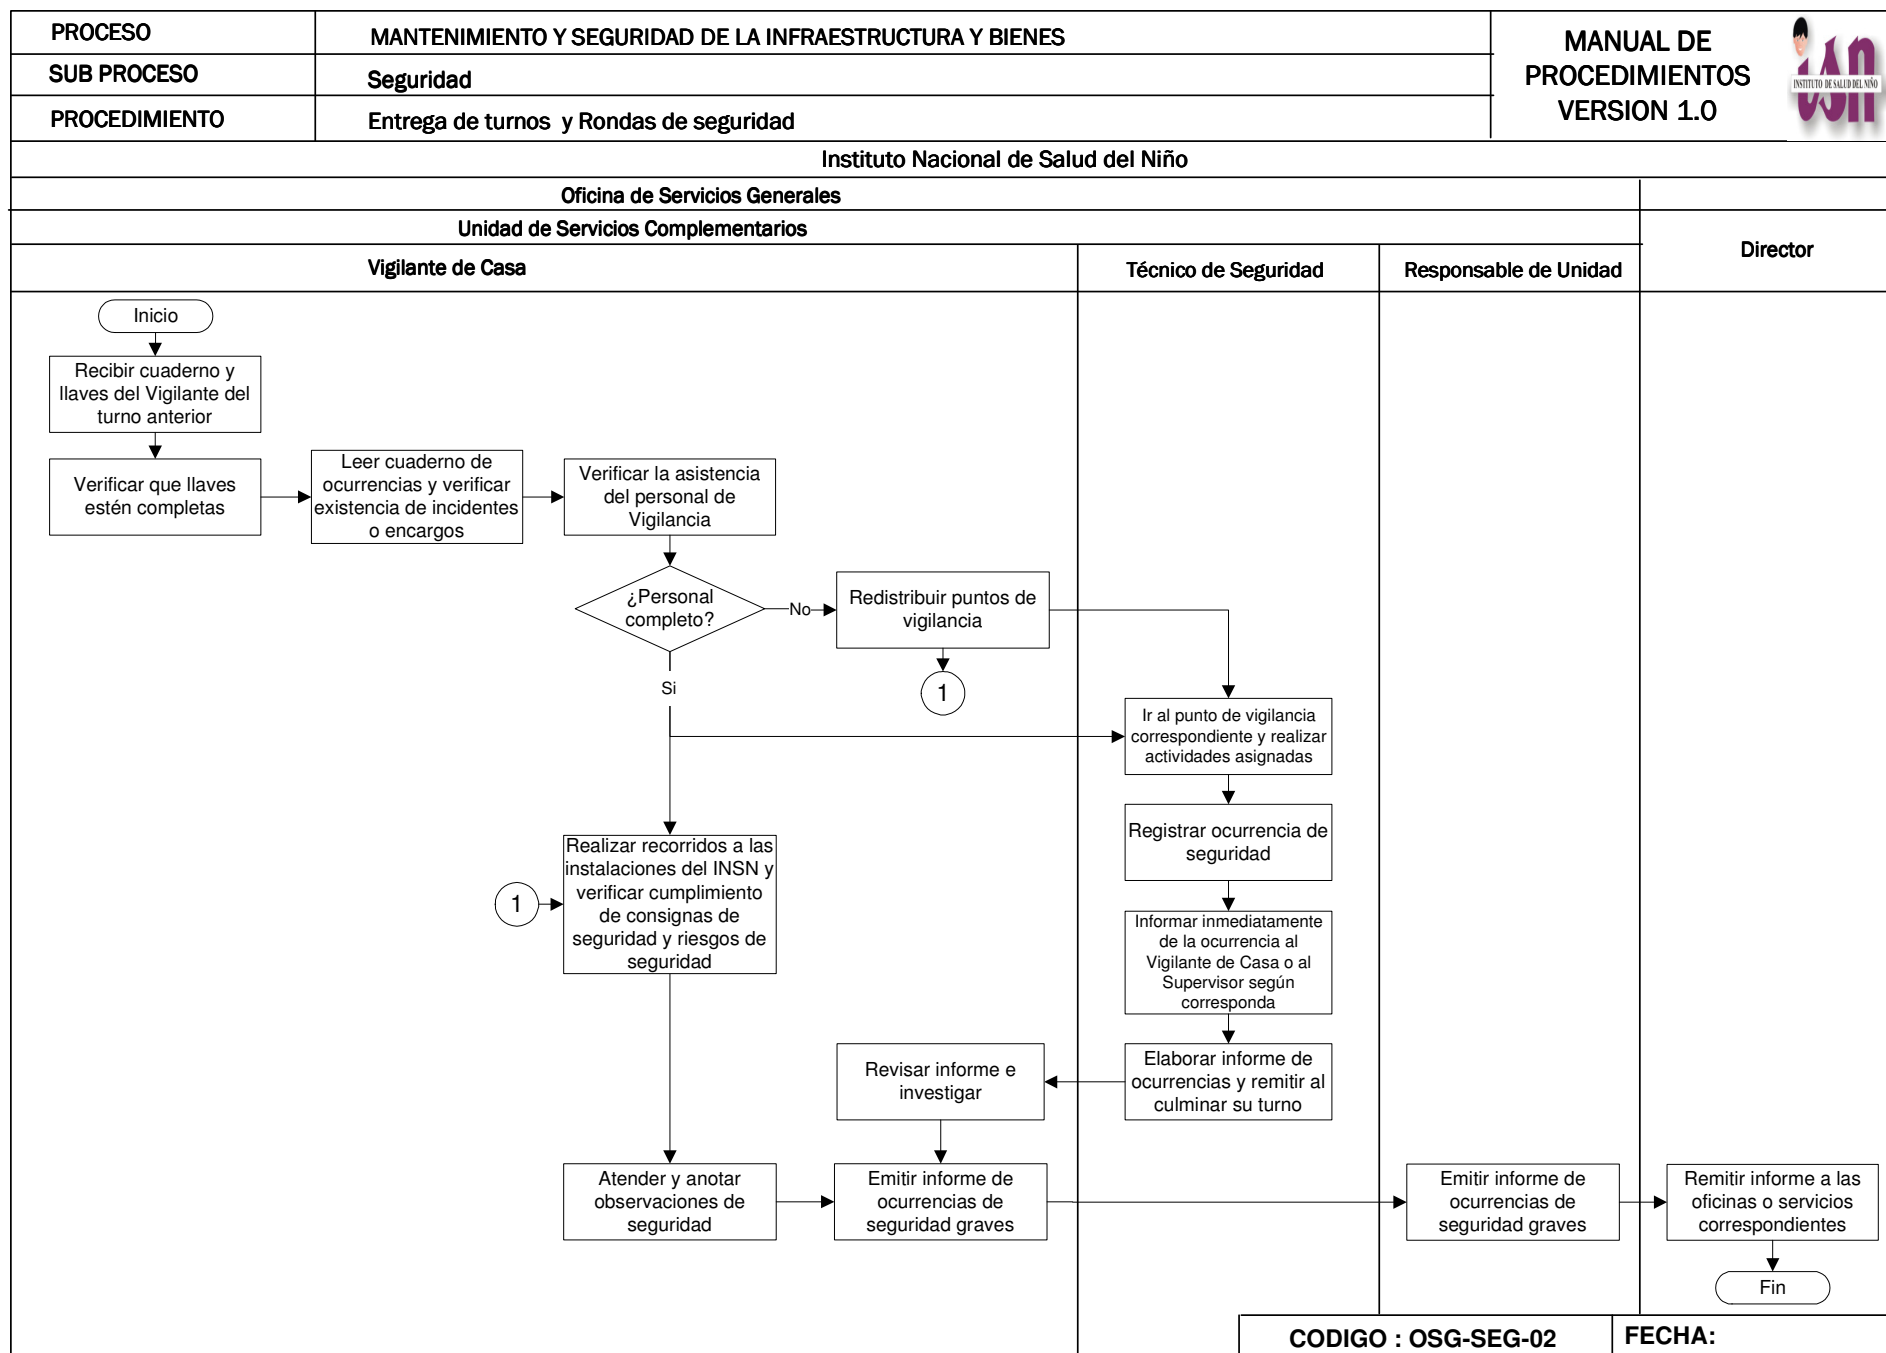 PROCESO
MANTENIMIENTO Y SEGURIDAD DE LA INFRAESTRUCTURA Y BIENES
SUB PROCESO
Seguridad
PROCEDIMIENTO
Entrega de turnos y Rondas de seguridad
MANUAL DE
PROCEDIMIENTOS
VERSION 1.0
isn
INSTITUTO DE SALUD DEL NIÑO
Instituto Nacional de Salud del Niño
Oficina de Servicios Generales
Unidad de Servicios Complementarios
Director
Vigilante de Casa
Técnico de Seguridad
Responsable de Unidad
Inicio
Recibir cuaderno y
llaves del Vigilante del
turno anterior
Verificar que llaves
estén completas
Leer cuaderno de
ocurrencias y verificar
existencia de incidentes
o encargos
Verificar la asistencia
del personal de
Vigilancia
¿Personal
completo?
No
Redistribuir puntos de
vigilancia
Si
1
Ir al punto de vigilancia
correspondiente y realizar
actividades asignadas
Registrar ocurrencia de
seguridad
1
Realizar recorridos a las
instalaciones del INSN y
verificar cumplimiento
de consignas de
seguridad y riesgos de
seguridad
Informar inmediatamente
de la ocurrencia al
Vigilante de Casa o al
Supervisor según
corresponda
Revisar informe e
investigar
Elaborar informe de
ocurrencias y remitir al
culminar su turno
Atender y anotar
observaciones de
seguridad
Emitir informe de
ocurrencias de
seguridad graves
Emitir informe de
ocurrencias de
seguridad graves
Remitir informe a las
oficinas o servicios
correspondientes
Fin
CODIGO : OSG-SEG-02
FECHA: